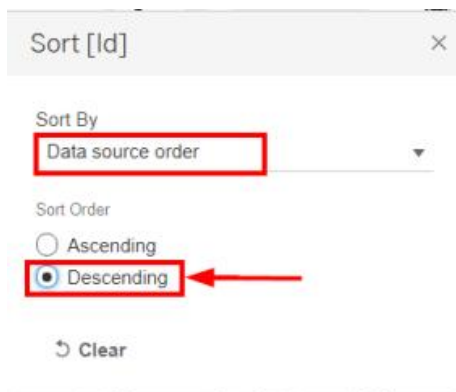 Sort [Id]
Sort By
Data source order
Sort Order
Ascending
Descending
Clear